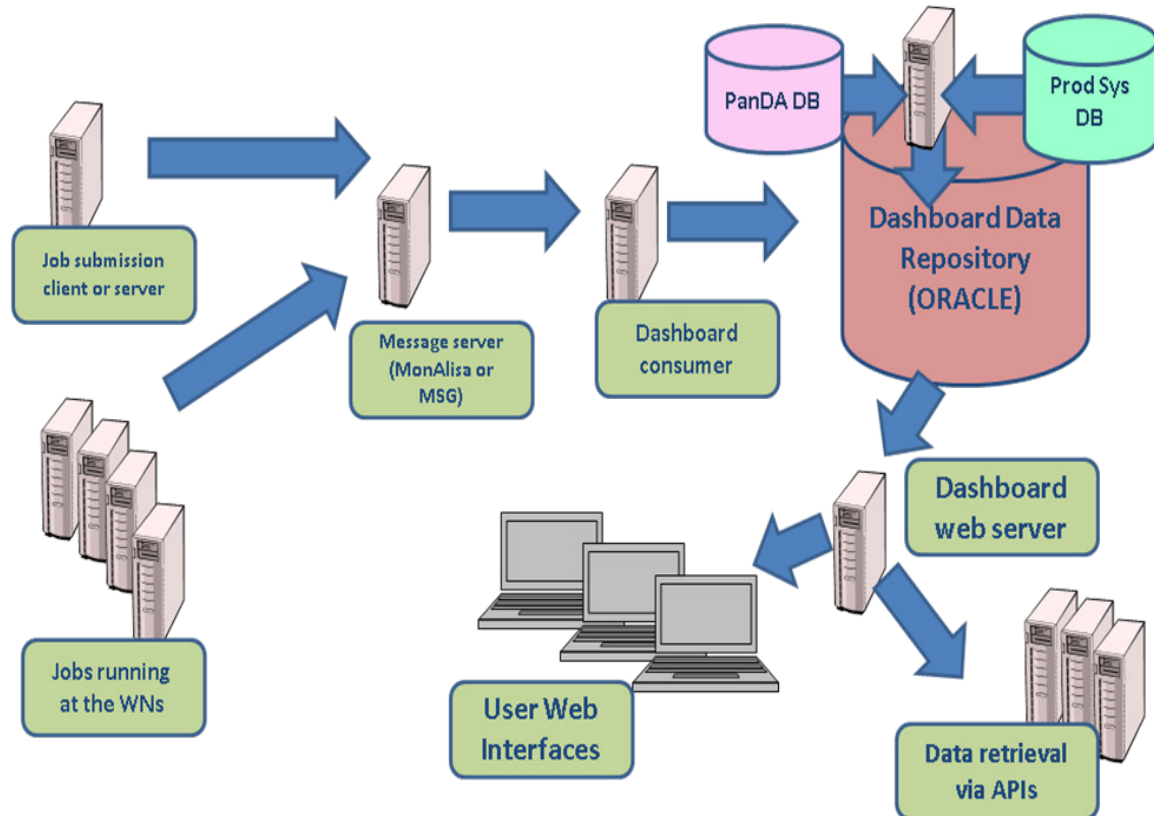 PanDA DB
Prod Sys
DB
Job submission
client or server
Message server
(MonAlisa or
MSG)
Dashboard
consumer
Dashboard Data
Repository
(ORACLE)
Jobs running
at the WNs
User Web
Interfaces
Dashboard
web server
Data retrieval
via APIs